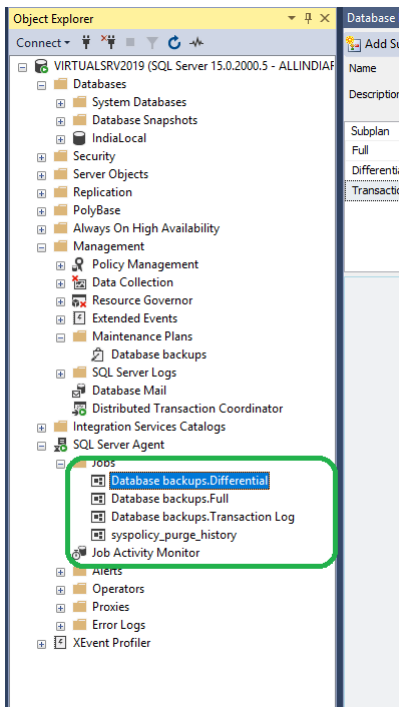 Object Explorer
Connect
VIRTUALSRV2019 (SQL Server 15.0.2000.5 - ALLINDIAF
Databases
System Databases
Database Snapshots
IndiaLocal
Security
Server Objects
Replication
PolyBase
Always On High Availability
Management
Policy Management
Data Collection
Resource Governor
Extended Events
Maintenance Plans
Database backups
SQL Server Logs
Database Mail
Distributed Transaction Coordinator
Integration Services Catalogs
SQL Server Agent
Jobs
Database backups.Differential
Database backups.Full
Database backups.Transaction Log
syspolicy_purge_history
Job Activity Monitor
Alerts
Operators
Proxies
Error Logs
XEvent Profiler
Database
Add Su
Name
Description
Subplan
Full
Differentia
Transactio